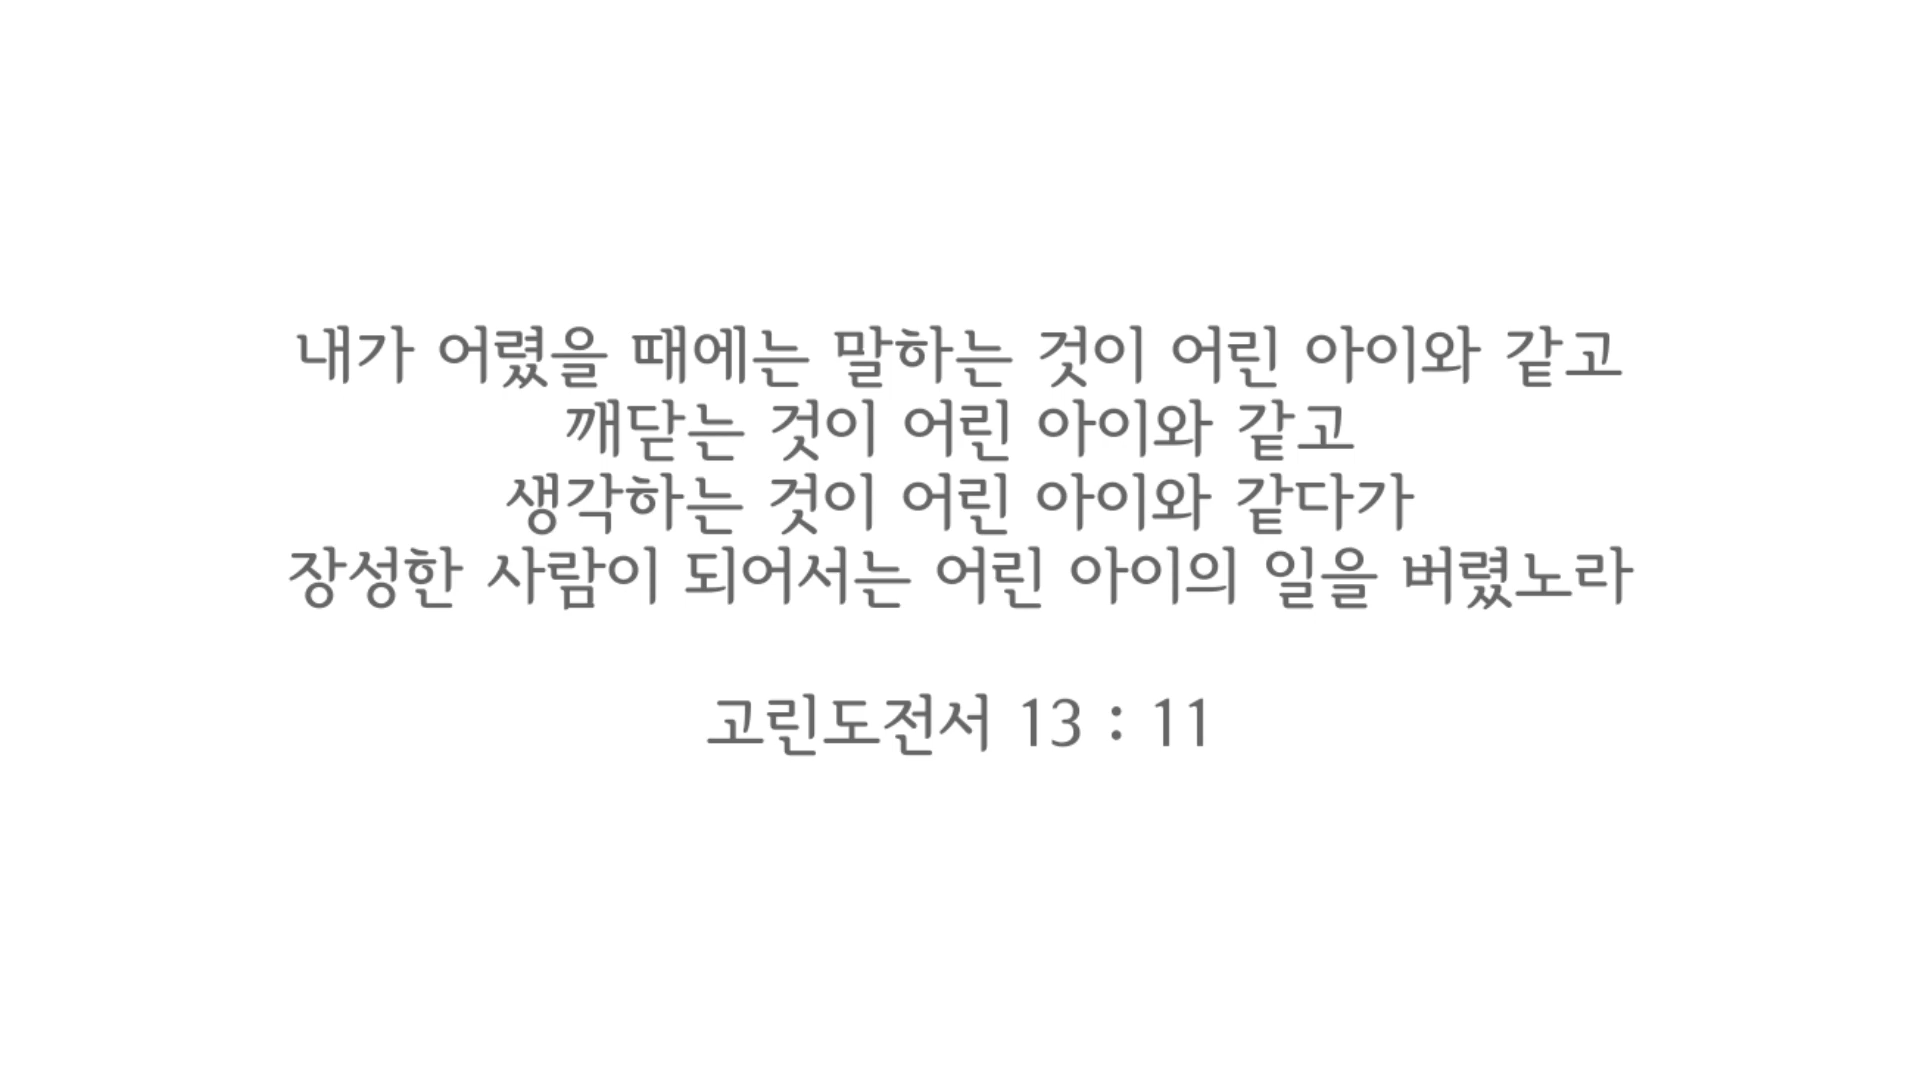 내가 어렸을 때에는 말하는 것이 어린 아이와 같고
깨닫는 것이 어린 아이와 같고
생각하는 것이 어린 아이와 같다가
장성한 사람이 되어서는 어린 아이의 일을 버렸노라
고린도전서 13 : 11